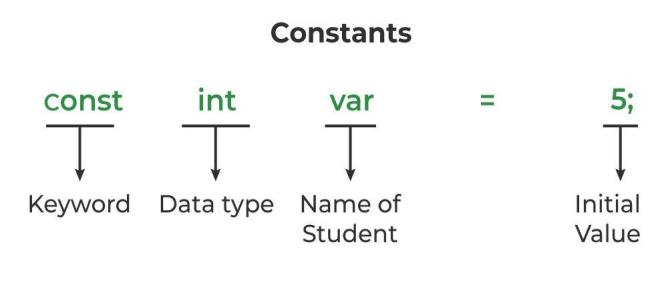 Constants
const int var = 5;
Keyword Data type Name of Initial
Student Value